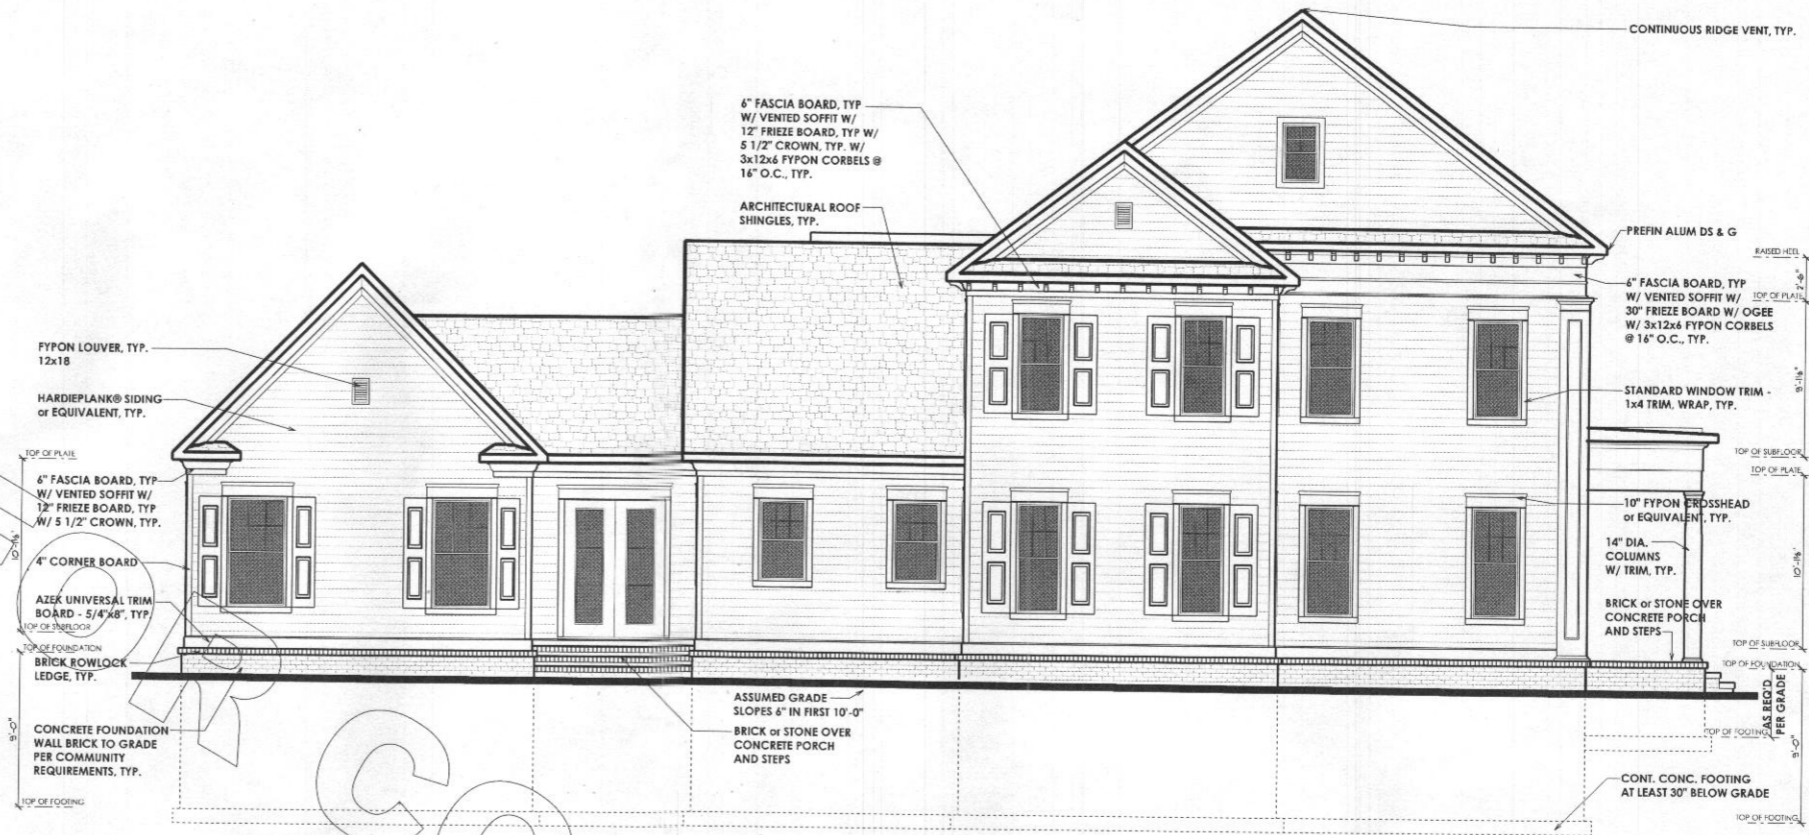 CONTINUOUS RIDGE VENT, TYP.
6" FASCIA BOARD, TYP
W/ VENTED SOFFIT W/
12" FRIEZE BOARD, TYP W/
5 1/2" CROWN, TYP. W/
3x12x6 FYPON CORBELS @
16" O.C., TYP.
ARCHITECTURAL ROOF
SHINGLES, TYP.
PREFIN ALUM DS & G
RAISED HEEL
2'-6"
6" FASCIA BOARD, TYP
W/ VENTED SOFFIT W/
TOP OF PLATE
30" FRIEZE BOARD W/ OGEE
W/ 3x12x6 FYPON CORBELS
@ 16" O.C., TYP.
STANDARD WINDOW TRIM -
1x4 TRIM, WRAP, TYP.
TOP OF SUBFLOOR
TOP OF PLATE
10" FYPON CROSSHEAD
or EQUIVALENT, TYP.
14" DIA.
COLUMNS
W/ TRIM, TYP.
BRICK or STONE OVER
CONCRETE PORCH
AND STEPS
TOP OF SUBFLOOR
TOP OF FOUNDATION
AS REQ'D
PER GRADE
TOP OF FOOTING
9'-0"
CONT. CONC. FOOTING
AT LEAST 30" BELOW GRADE
TOP OF FOOTING
FYPON LOUVER, TYP.
12x18
HARDIEPLANK® SIDING
or EQUIVALENT, TYP.
TOP OF PLATE
6" FASCIA BOARD, TYP
W/ VENTED SOFFIT W/
12" FRIEZE BOARD, TYP
W/ 5 1/2" CROWN, TYP.
4" CORNER BOARD
AZEK UNIVERSAL TRIM
BOARD - 5/4"x8", TYP.
TOP OF SUBFLOOR
TOP OF FOUNDATION
BRICK ROWLOCK
LEDGE, TYP.
CONCRETE FOUNDATION
WALL BRICK TO GRADE
PER COMMUNITY
REQUIREMENTS, TYP.
9'-0"
TOP OF FOOTING
ASSUMED GRADE
SLOPES 6" IN FIRST 10'-0"
BRICK or STONE OVER
CONCRETE PORCH
AND STEPS